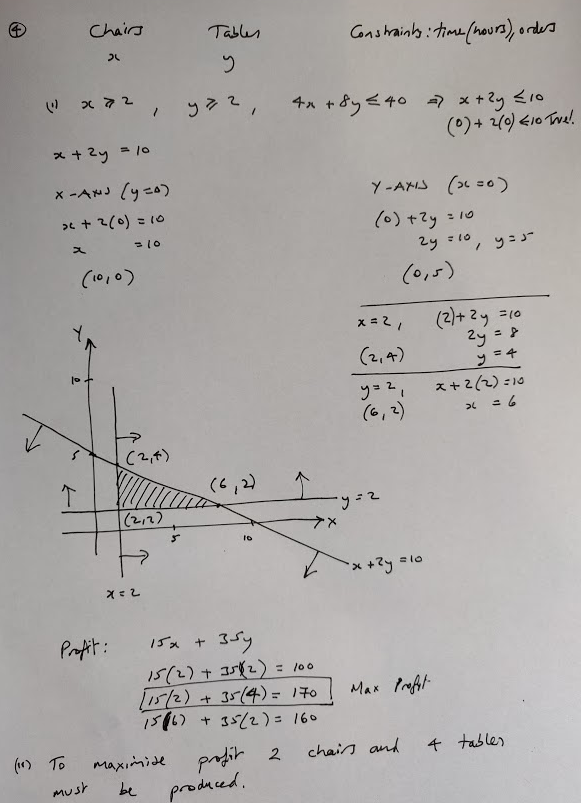 ④ Chairs Tables Constraints: time (hours), orders
x y
(i) x ≥ 2, y ≥ 2, 4x + 8y ≤ 40 ⇒ x + 2y ≤ 10
(0) + 2(0) ≤ 10 True!
x + 2y = 10
X-AXIS (y=0)
x + 2(0) = 10
x = 10
(10,0)
Y-AXIS (x=0)
(0) + 2y = 10
2y = 10, y = 5
(0,5)
x = 2, (2) + 2y = 10
2y = 8
(2,4) y = 4
y = 2, x + 2(2) = 10
(6,2) x = 6
Y
10
5
(2,4)
(6,2)
y = 2
(2,2)
X
5
10
x + 2y = 10
x = 2
Profit: 15x + 35y
15(2) + 35(2) = 100
15(2) + 35(4) = 170 Max Profit
15(6) + 35(2) = 160
(ii) To maximise profit 2 chairs and 4 tables
must be produced.